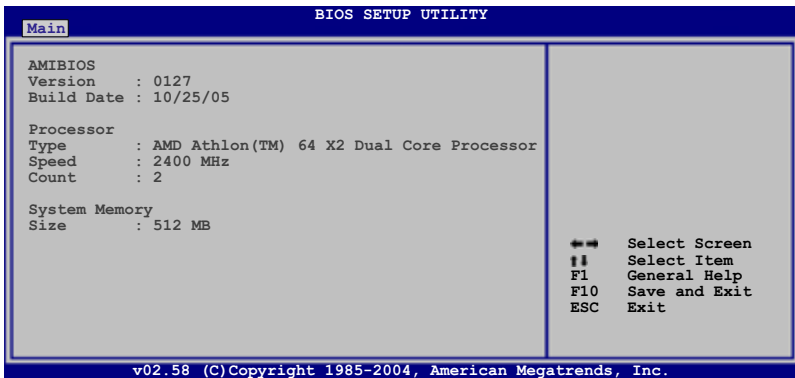 BIOS SETUP UTILITY
Main
AMIBIOS
Version : 0127
Build Date : 10/25/05
Processor
Type : AMD Athlon(TM) 64 X2 Dual Core Processor
Speed : 2400 MHz
Count : 2
System Memory
Size : 512 MB
←→ Select Screen
↑↓ Select Item
F1 General Help
F10 Save and Exit
ESC Exit
v02.58 (C)Copyright 1985-2004, American Megatrends, Inc.